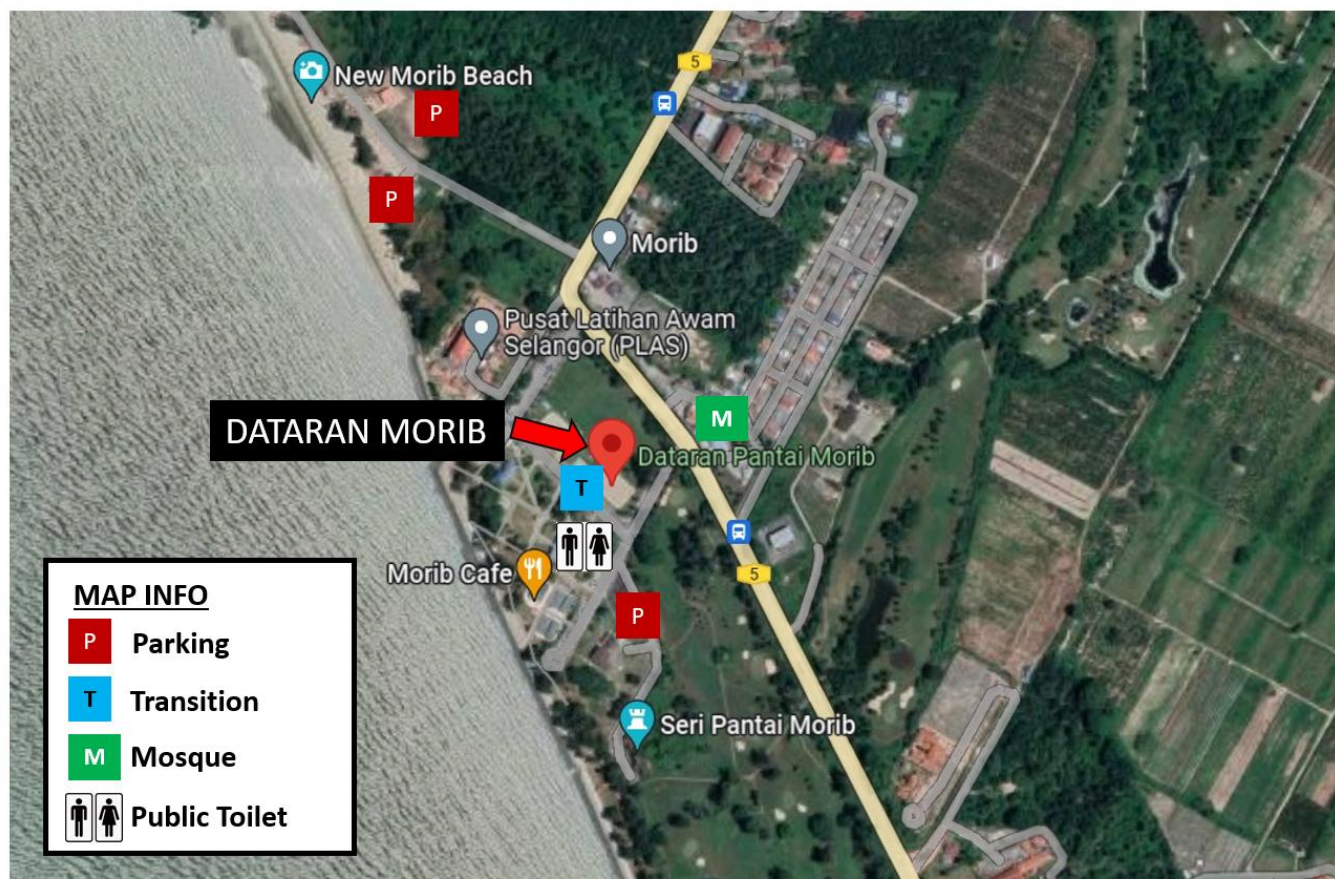 New Morib Beach
P
5
P
Morib
Pusat Latihan Awam
Selangor (PLAS)
DATARAN MORIB
M
Dataran Pantai Morib
T
Morib Cafe
5
P
Seri Pantai Morib
MAP INFO
P Parking
T Transition
M Mosque
Public Toilet